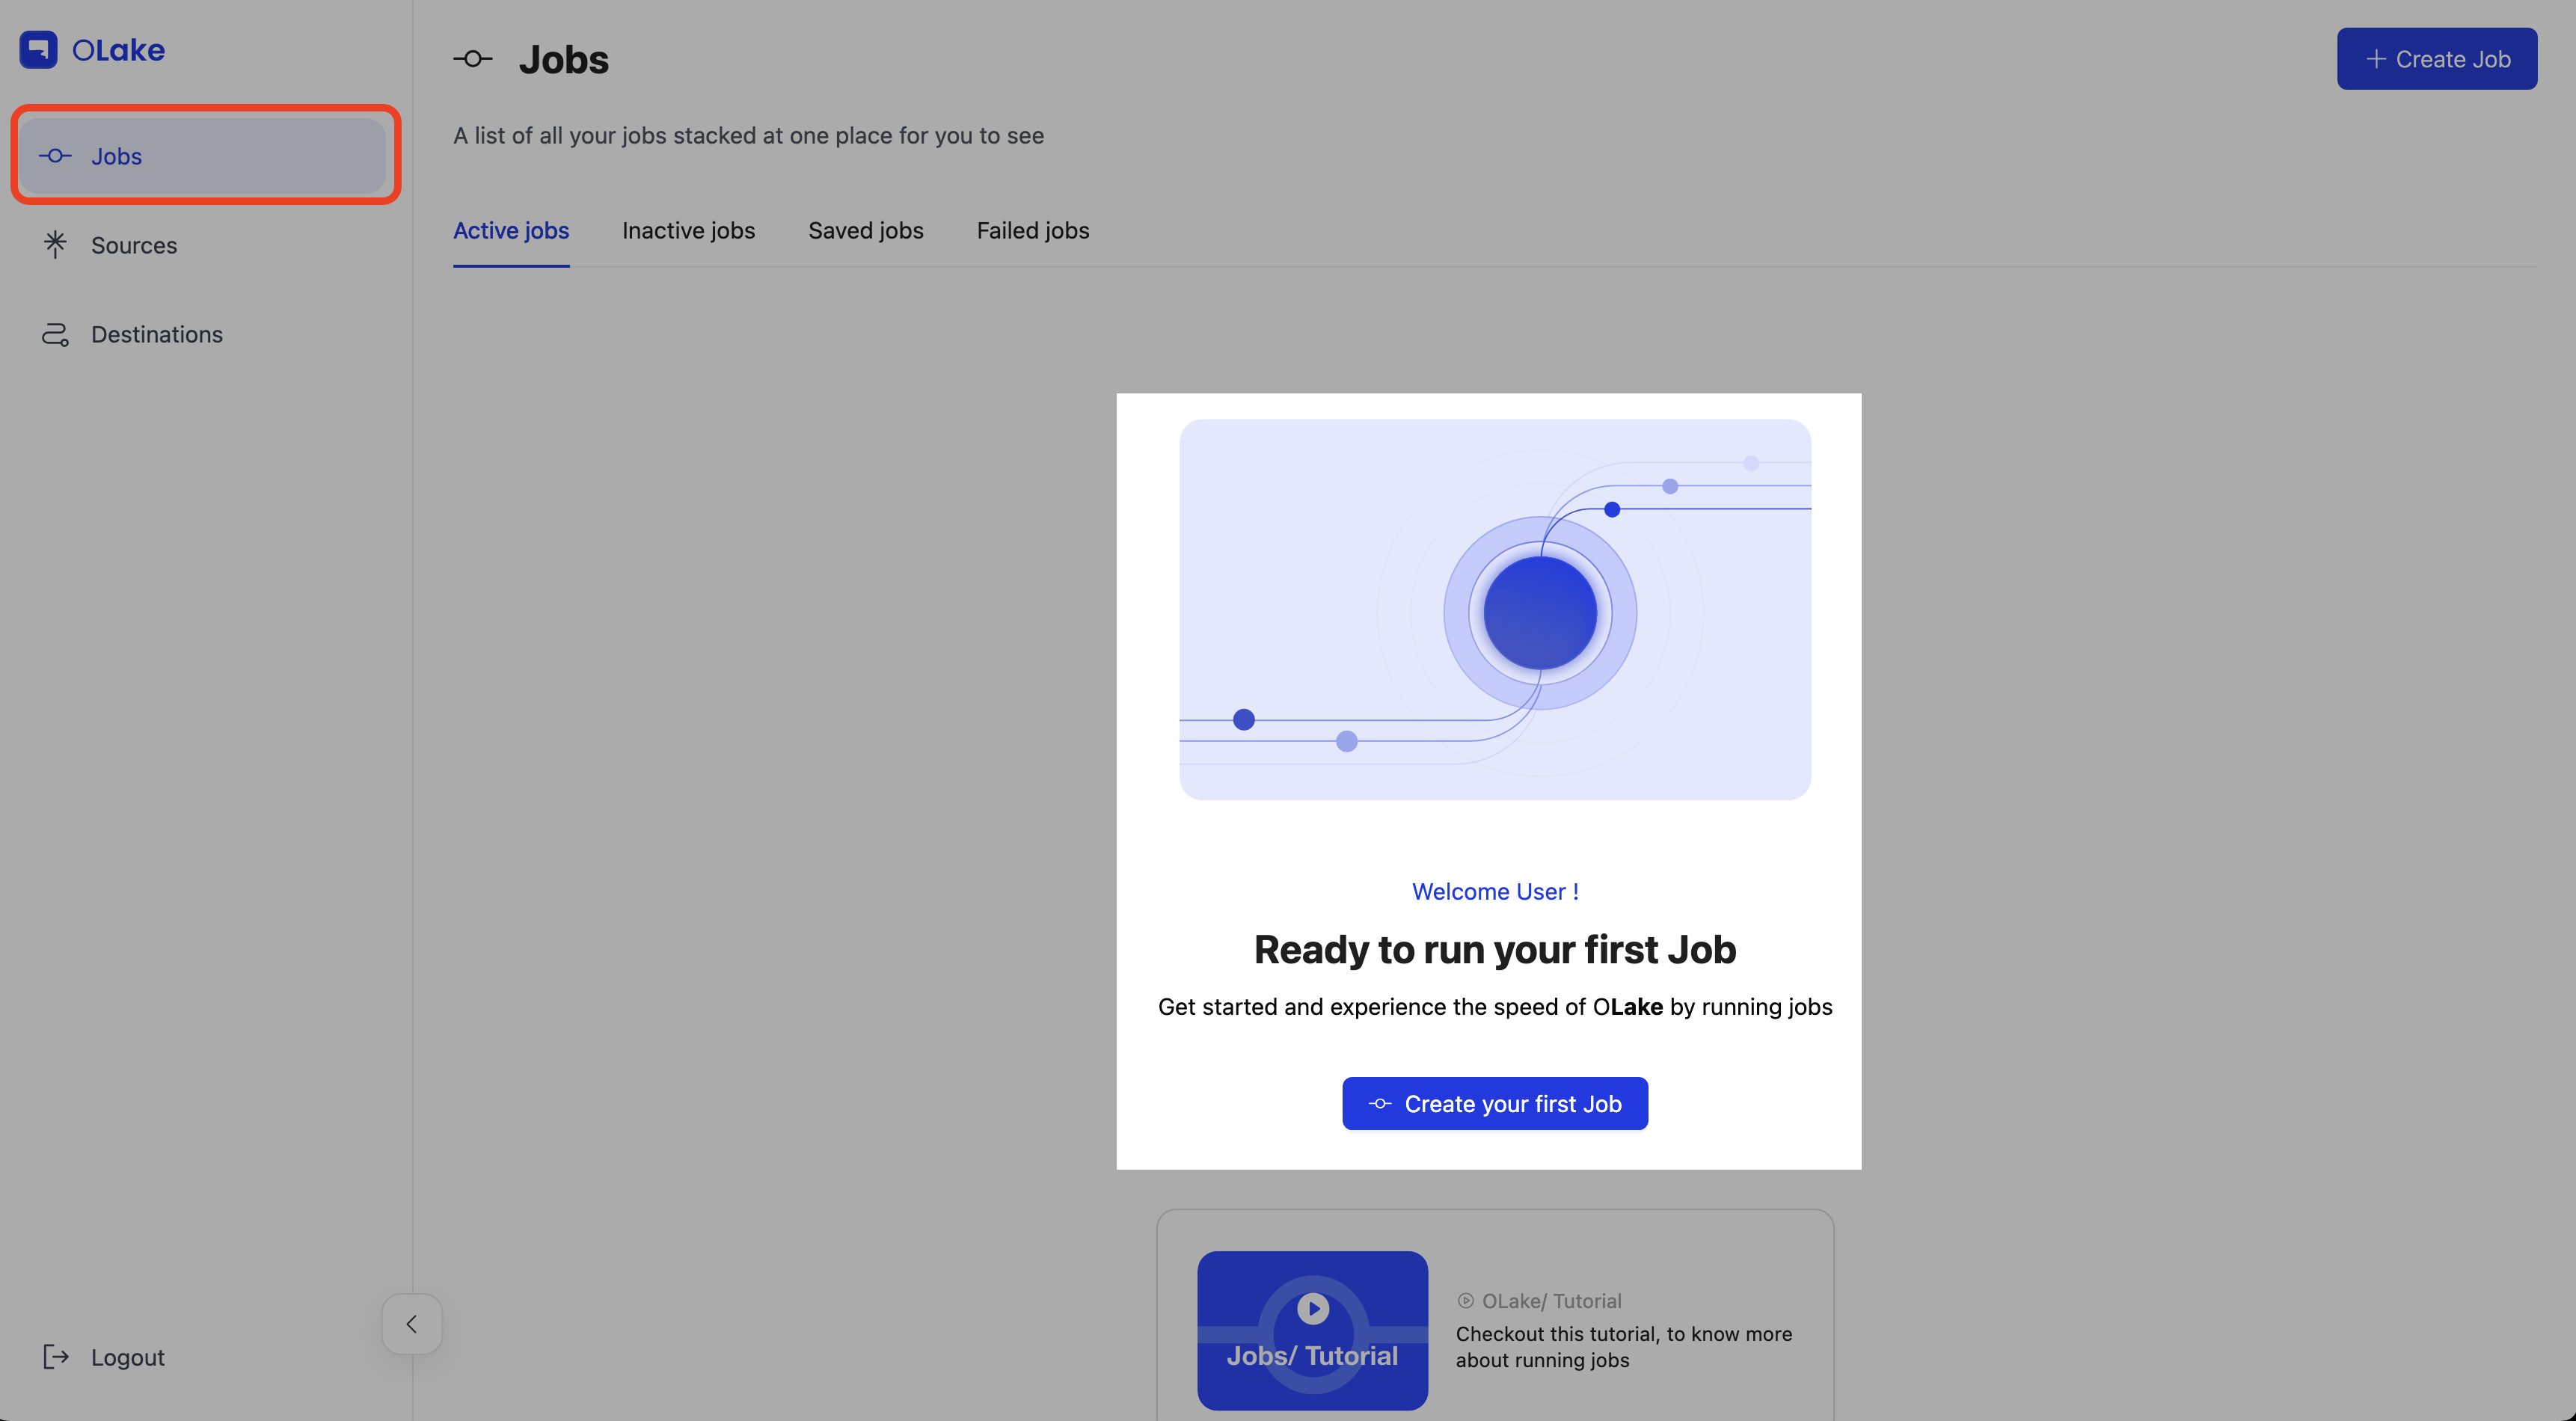 OLake
Jobs
Sources
Destinations
Logout
Jobs
+ Create Job
A list of all your jobs stacked at one place for you to see
Active jobs
Inactive jobs
Saved jobs
Failed jobs
Welcome User !
Ready to run your first Job
Get started and experience the speed of OLake by running jobs
Create your first Job
Jobs/ Tutorial
OLake/ Tutorial
Checkout this tutorial, to know more
about running jobs